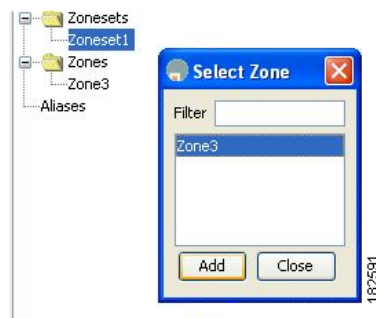 Zonesets
Zoneset1
Zones
Zone3
Aliases
Select Zone
Filter
Zone3
Add
Close
182591